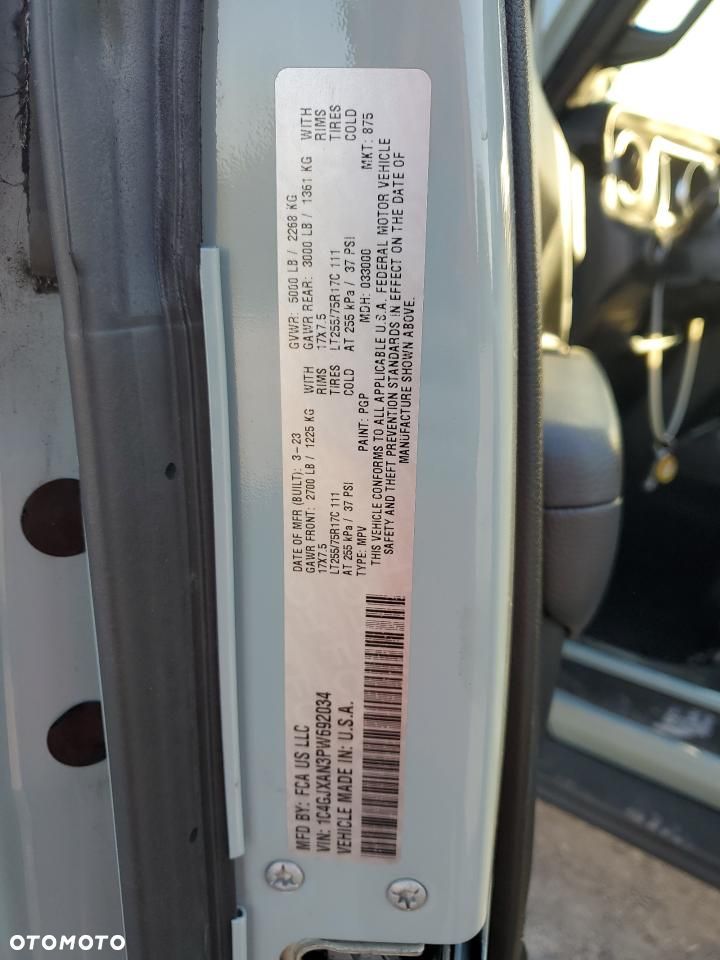 MFD BY: FCA US LLC
VIN: 1C4GJXAN3PW692034
VEHICLE MADE IN: U.S.A.
DATE OF MFR (BUILT): 3-23 GVWR: 5000 LB / 2268 KG
GAWR FRONT: 2700 LB / 1225 KG WITH GAWR REAR: 3000 LB / 1361 KG WITH
17X7.5 RIMS 17X7.5 RIMS
LT255/75R17C 111 TIRES LT255/75R17C 111 TIRES
AT 255 kPa / 37 PSI COLD AT 255 kPa / 37 PSI COLD
TYPE: MPV PAINT: PGP MDH: 033000 MKT: 875
THIS VEHICLE CONFORMS TO ALL APPLICABLE U.S.A. FEDERAL MOTOR VEHICLE
SAFETY AND THEFT PREVENTION STANDARDS IN EFFECT ON THE DATE OF
MANUFACTURE SHOWN ABOVE.
OTOMOTO